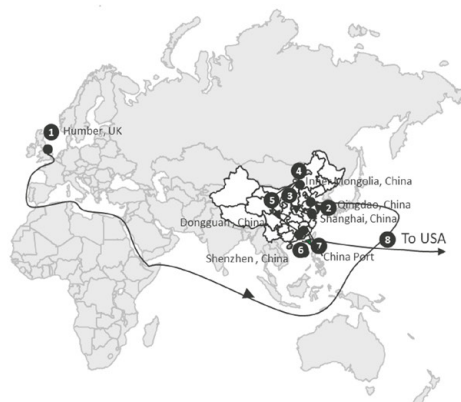 1
Humber, UK
4
Inner Mongolia, China
5
3
2
Qingdao, China
Shanghai, China
Dongguan, China
8
To USA
6
7
Shenzhen , China
China Port